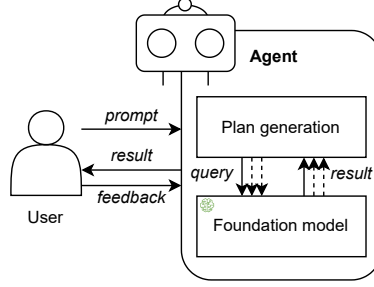 Agent
prompt
Plan generation
result
query
result
feedback
User
Foundation model